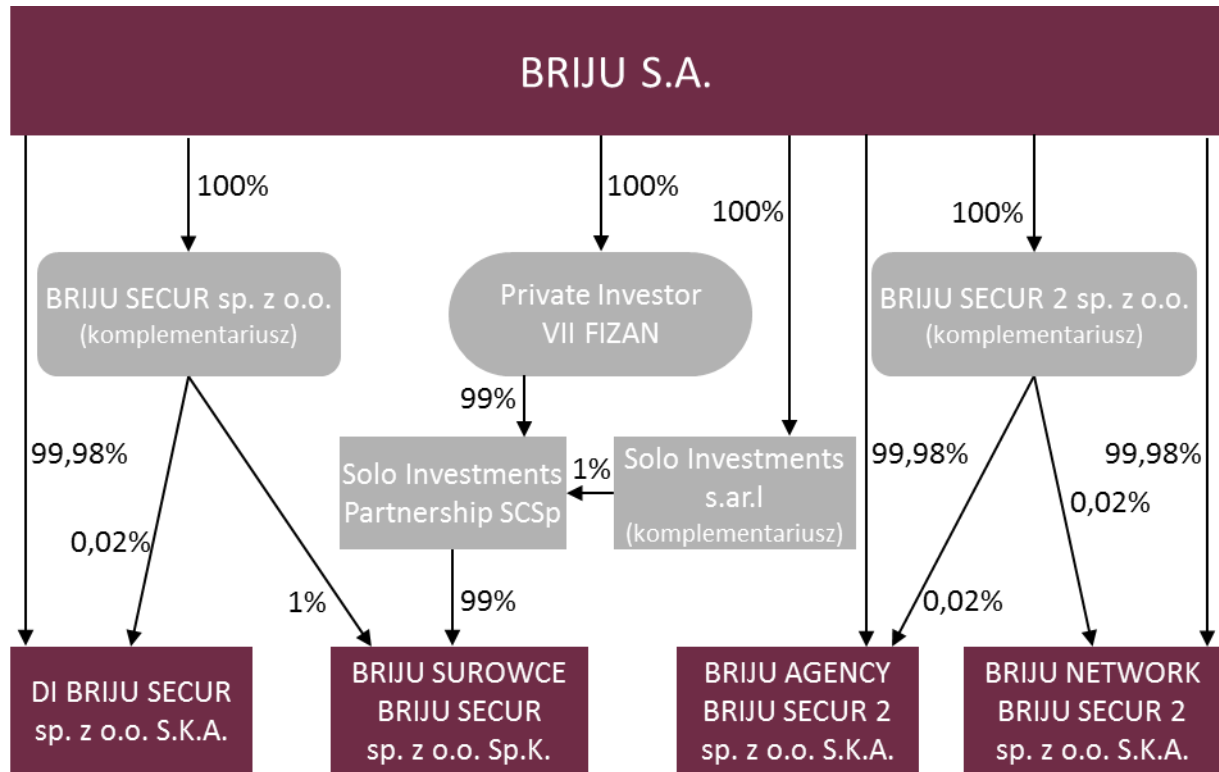 BRIJU S.A.
100%
100%
100%
100%
BRIJU SECUR sp. z o.o.
(komplementariusz)
Private Investor
VII FIZAN
BRIJU SECUR 2 sp. z o.o.
(komplementariusz)
99%
99,98%
Solo Investments
Partnership SCSp
1%
Solo Investments
s.ar.l
(komplementariusz)
99,98%
99,98%
0,02%
0,02%
1%
99%
0,02%
DI BRIJU SECUR
sp. z o.o. S.K.A.
BRIJU SUROWCE
BRIJU SECUR
sp. z o.o. Sp.K.
BRIJU AGENCY
BRIJU SECUR 2
sp. z o.o. S.K.A.
BRIJU NETWORK
BRIJU SECUR 2
sp. z o.o. S.K.A.